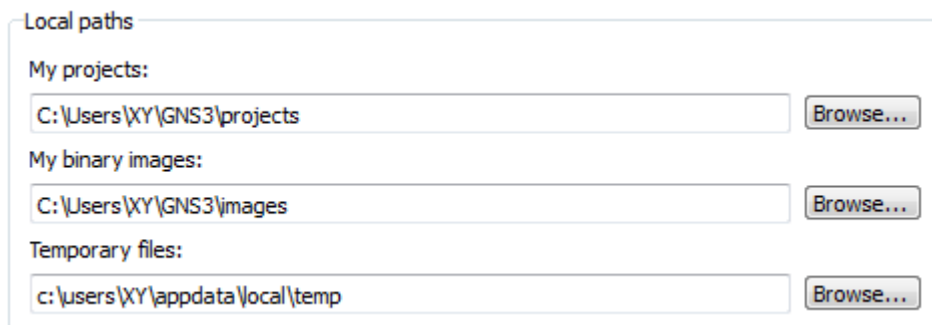 Local paths
My projects:
C:\Users\XY\GNS3\projects
Browse...
My binary images:
C:\Users\XY\GNS3\images
Browse...
Temporary files:
c:\users\XY\appdata\local\temp
Browse...